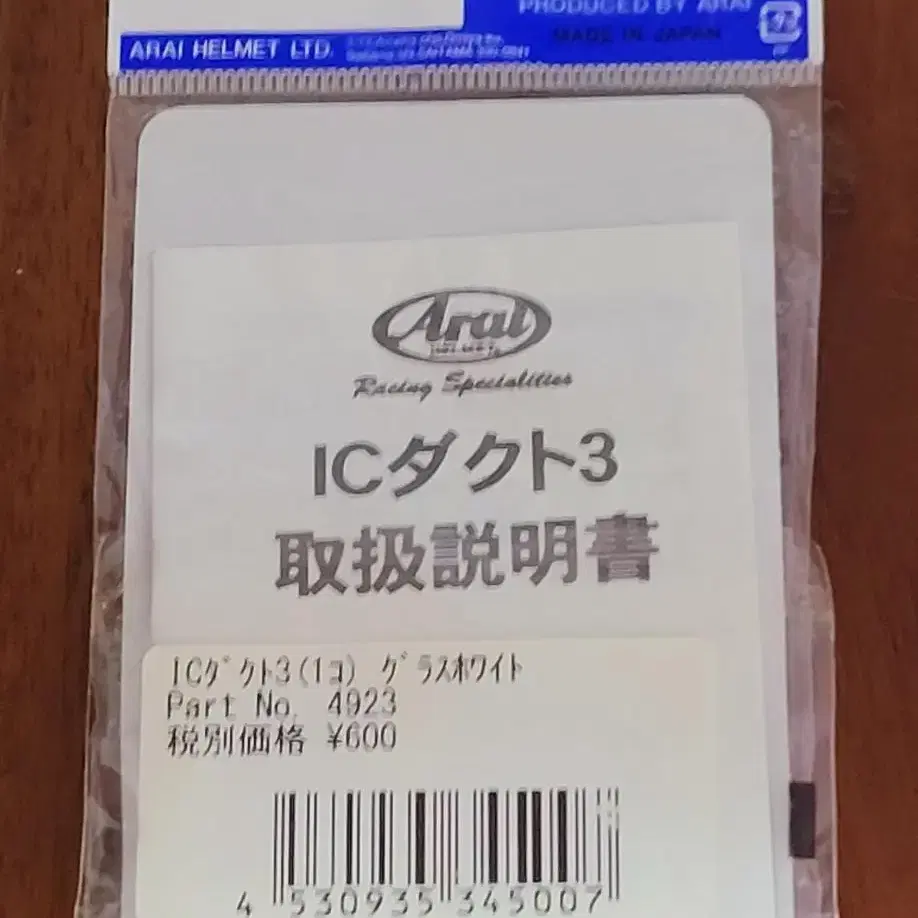 PRODUCED BY ARAI
MADE IN JAPAN
ARAI HELMET LTD.
Arai
HELMET
Racing Specialities
ICダクト3
取扱説明書
ICダクト3(1コ) グラスホワイト
Part No. 4923
税別価格 ¥600
4 530935 345007